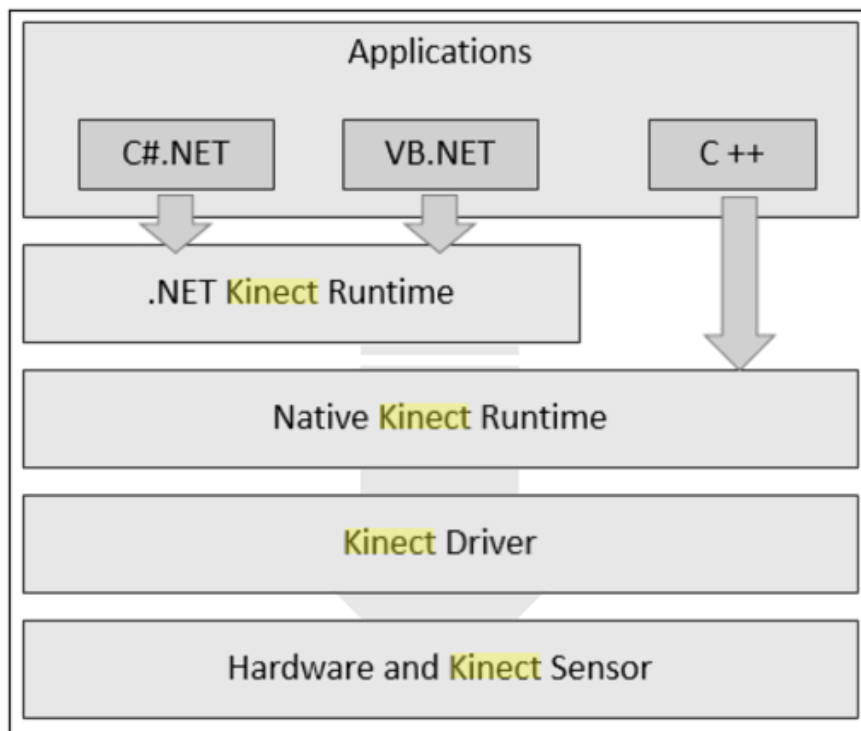 Applications
C#.NET VB.NET C ++
.NET Kinect Runtime
Native Kinect Runtime
Kinect Driver
Hardware and Kinect Sensor